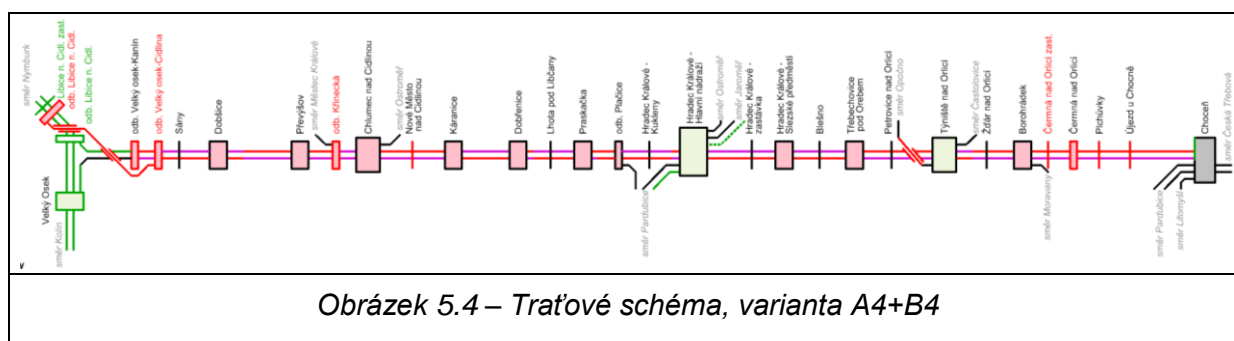 směr Nymburk
Libice n. Cidl. zast.
odb. Libice n. Cidl.
odb. Libice n. Cidl.
Velký Osek
směr Kolín
odb. Velký osek-Kanín
odb. Velký osek-Cidlina
Sány
Dobšice
Převýšov
směr Městec Králové
odb. Křinecká
Chlumec nad Cidlinou
směr Ostroměř
Nové Město
nad Cidlinou
Káranice
Dobřenice
Lhota pod Libčany
Praskačka
odb. Plačice
Hradec Králové -
Kukleny
směr Pardubice
Hradec Králové -
Hlavní nádraží
směr Ostroměř
směr Jaroměř
Hradec Králové -
zastávka
Hradec Králové -
Slezské předměstí
Blešno
Třebechovice
pod Orebem
Petrovice nad Orlicí
směr Opočno
Týniště nad Orlicí
směr Častolovice
Žďár nad Orlicí
Borohrádek
směr Moravany
Čermná nad Orlicí zast.
Čermná nad Orlicí
Plchůvky
Újezd u Chocně
směr Pardubice
směr Litomyšl
Choceň
směr Česká Třebová
Obrázek 5.4 – Traťové schéma, varianta A4+B4